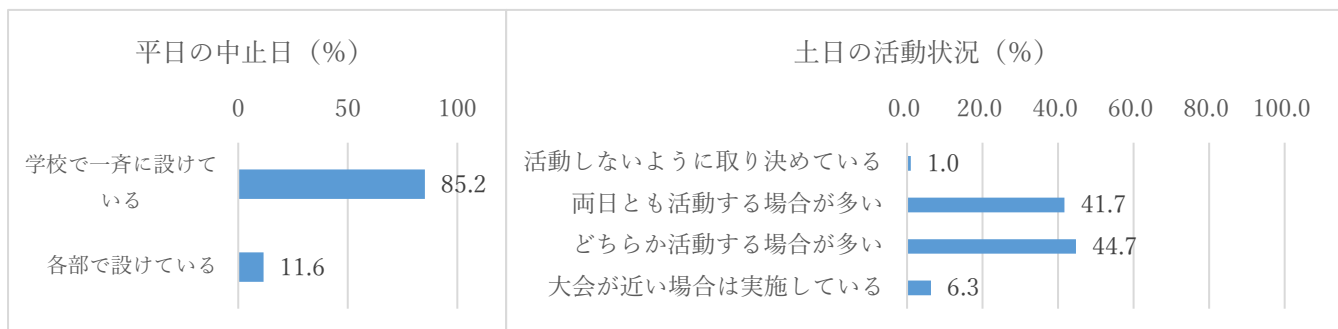 平日の中止日（%）
0 50 100
学校で一斉に設けて
いる
85.2
各部で設けている 11.6
土日の活動状況（%）
0.0 20.0 40.0 60.0 80.0 100.0
活動しないように取り決めている 1.0
両日とも活動する場合が多い 41.7
どちらか活動する場合が多い 44.7
大会が近い場合は実施している 6.3